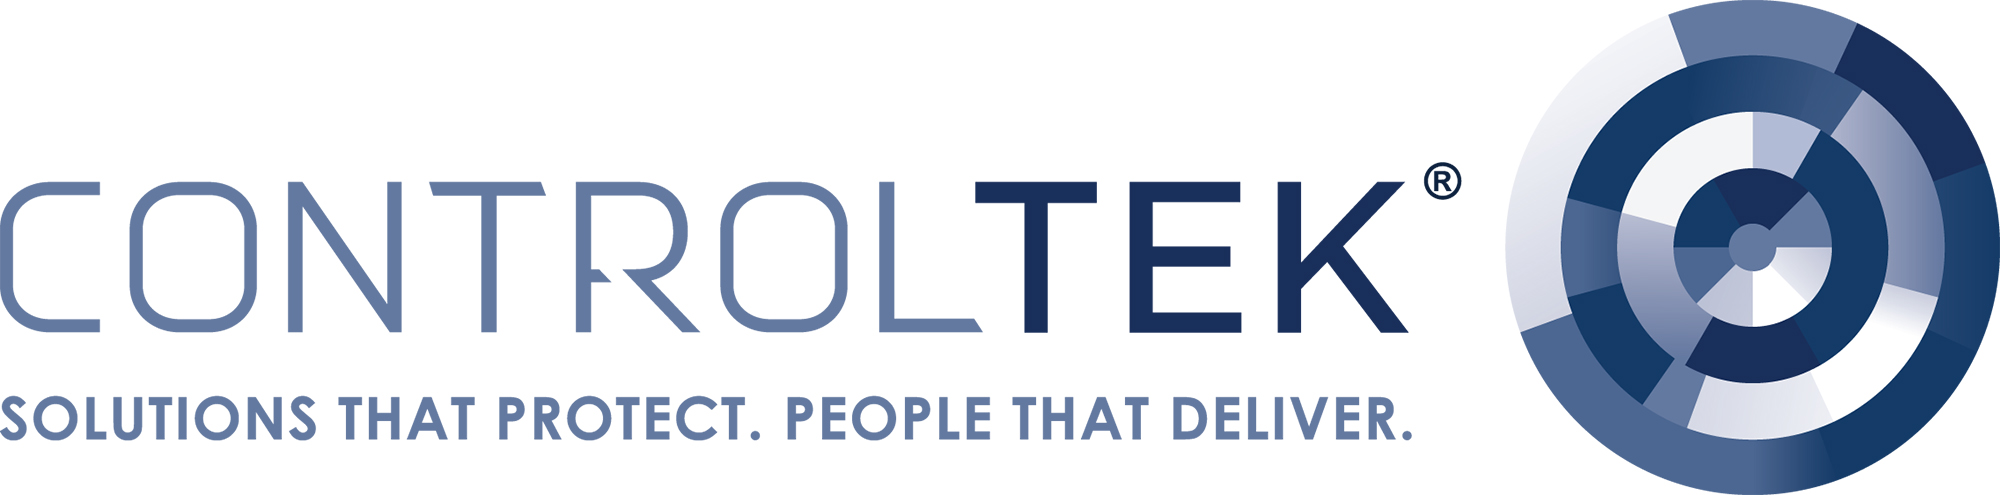 CONTROLTEK®
SOLUTIONS THAT PROTECT. PEOPLE THAT DELIVER.